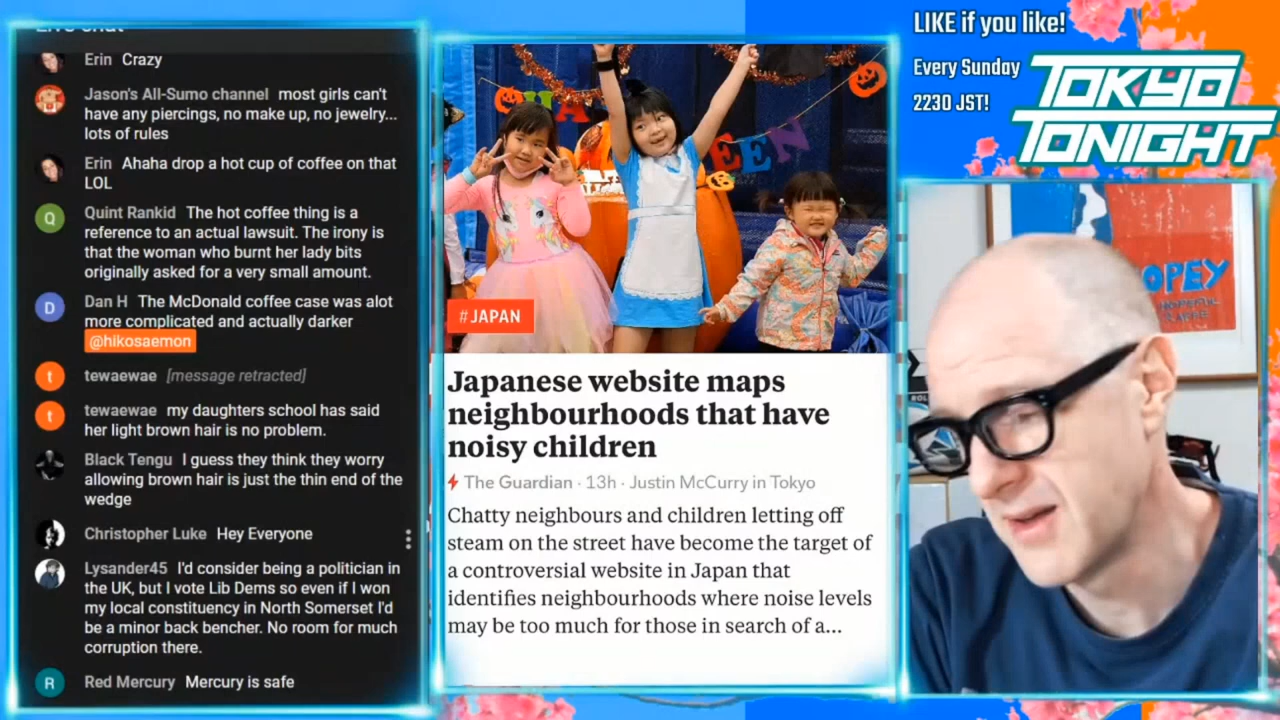 Live chat
Erin Crazy
Jason's All-Sumo channel most girls can't
have any piercings, no make up, no jewelry...
lots of rules
Erin Ahaha drop a hot cup of coffee on that
LOL
Q
Quint Rankid The hot coffee thing is a
reference to an actual lawsuit. The irony is
that the woman who burnt her lady bits
originally asked for a very small amount.
D
Dan H The McDonald coffee case was alot
more complicated and actually darker
@hikosaemon
t
tewaewae [message retracted]
t
tewaewae my daughters school has said
her light brown hair is no problem.
Black Tengu I guess they think they worry
allowing brown hair is just the thin end of the
wedge
Christopher Luke Hey Everyone
Lysander45 I'd consider being a politician in
the UK, but I vote Lib Dems so even if I won
my local constituency in North Somerset I'd
be a minor back bencher. No room for much
corruption there.
R
Red Mercury Mercury is safe
#JAPAN
Japanese website maps
neighbourhoods that have
noisy children
The Guardian · 13h · Justin McCurry in Tokyo
Chatty neighbours and children letting off
steam on the street have become the target of
a controversial website in Japan that
identifies neighbourhoods where noise levels
may be too much for those in search of a...
LIKE if you like!
Every Sunday
2230 JST!
TOKYO
TONIGHT
OPEY